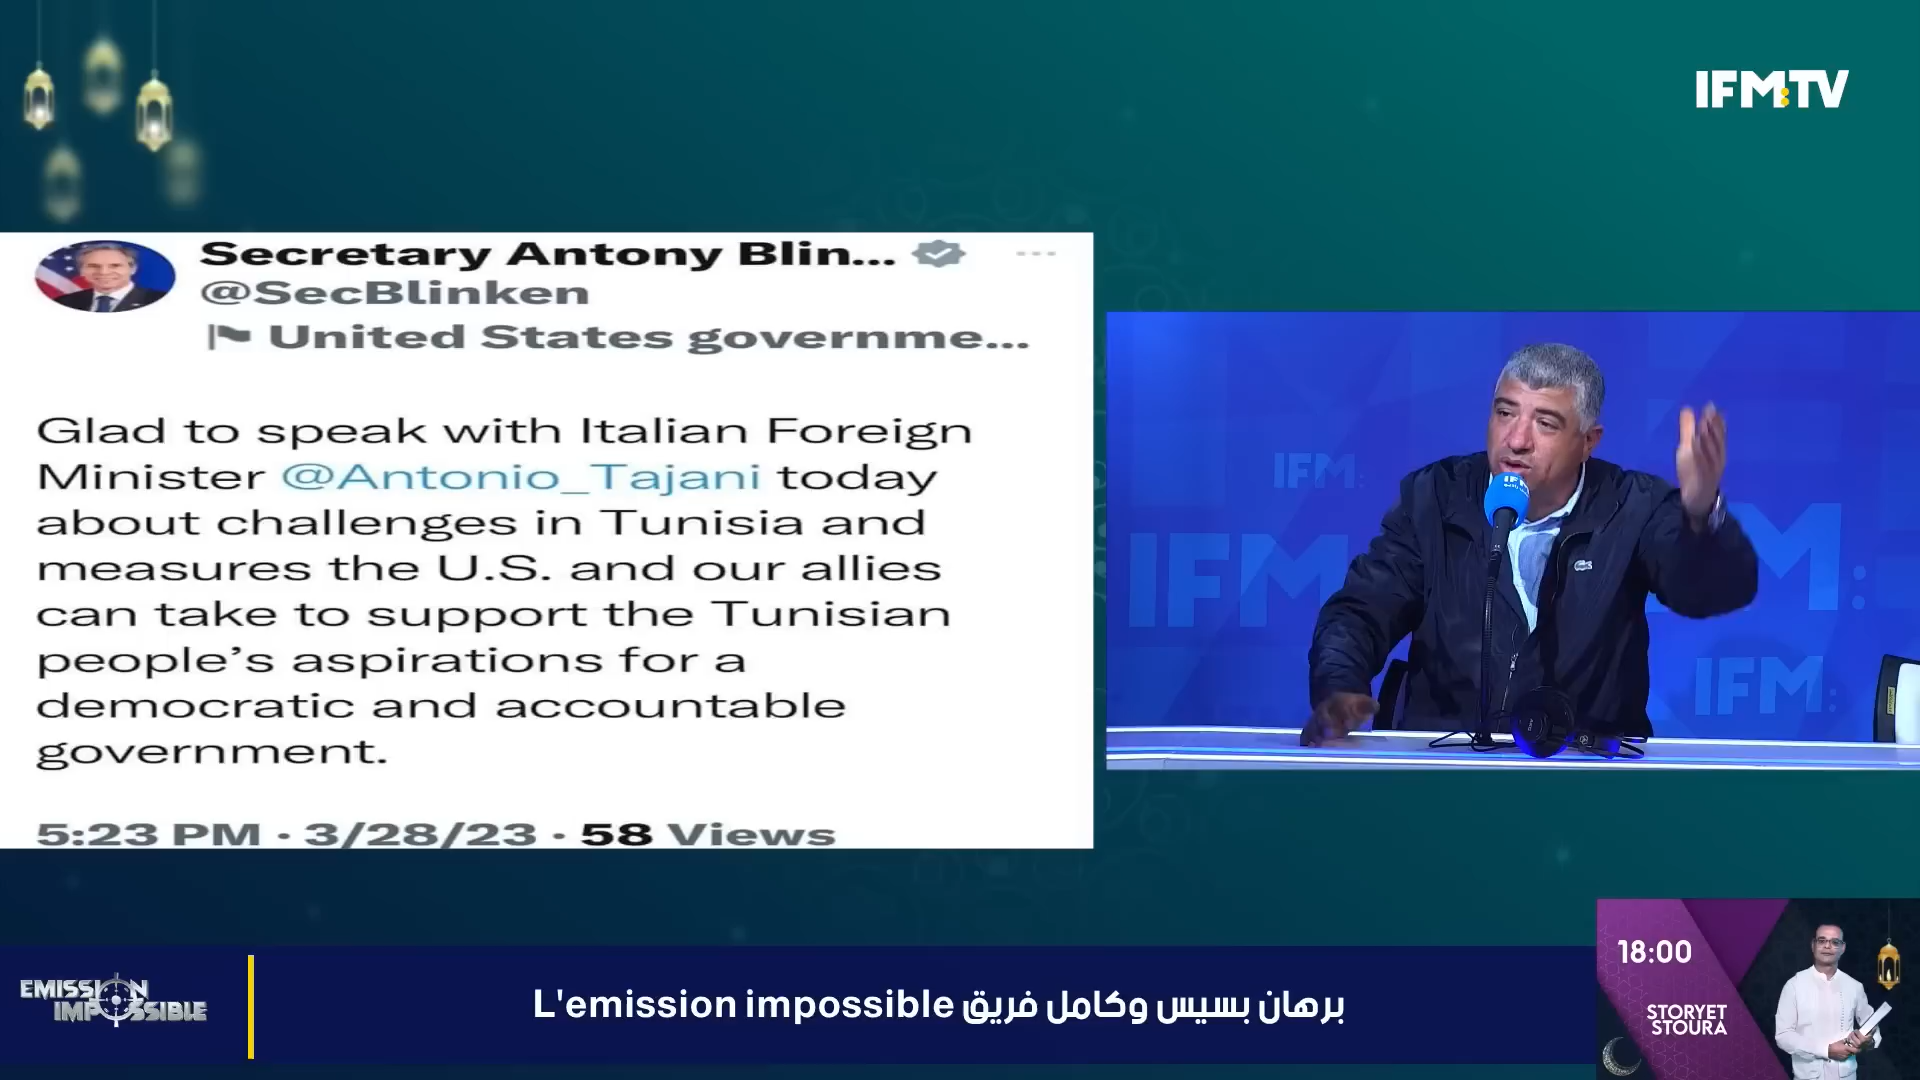 IFM:TV
Secretary Antony Blin...
@SecBlinken
United States governme...
Glad to speak with Italian Foreign
Minister @Antonio_Tajani today
about challenges in Tunisia and
measures the U.S. and our allies
can take to support the Tunisian
people’s aspirations for a
democratic and accountable
government.
5:23 PM · 3/28/23 · 58 Views
IFM:
IFM
IFM
M:
IFM:
EMISSION
IMPOSSIBLE
برهان بسيس وكامل فريق L'emission impossible
18:00
STORYET
STOURA